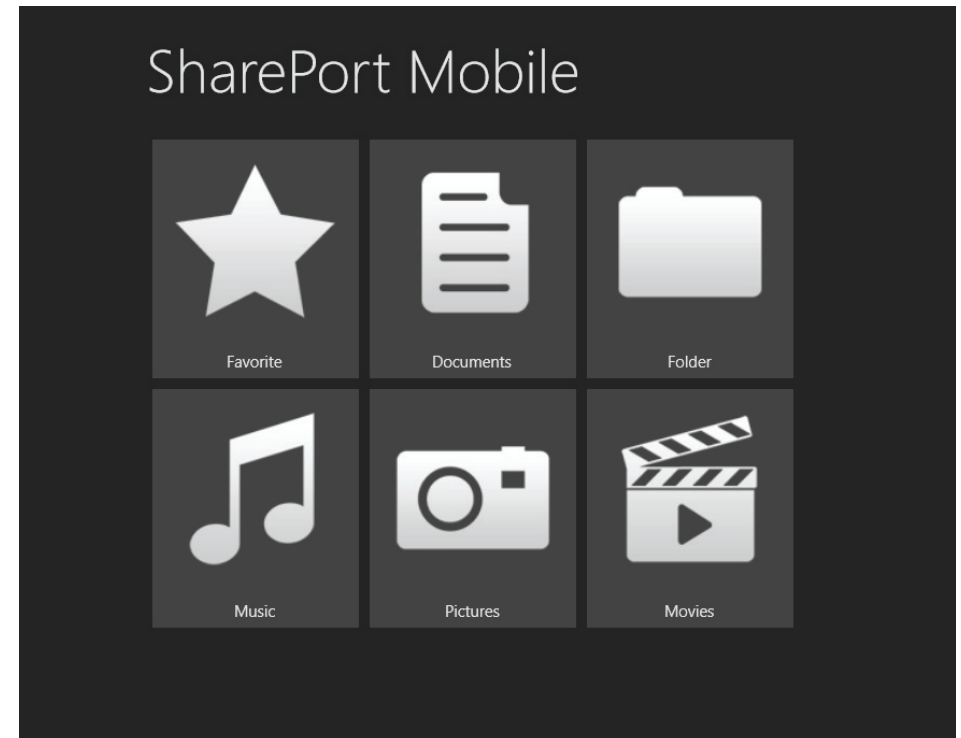 SharePort Mobile
Favorite
Documents
Folder
Music
Pictures
Movies